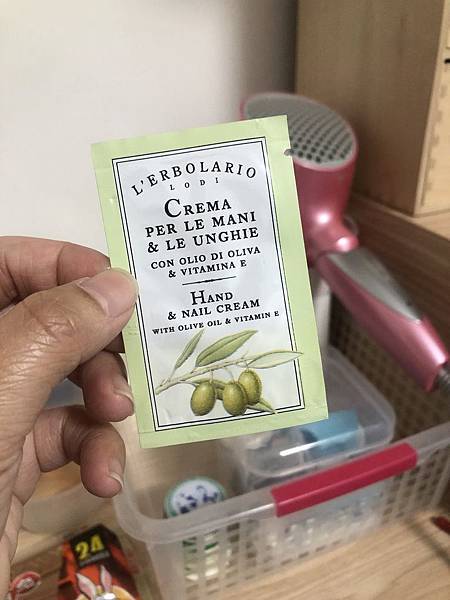 L'ERBOLARIO
LODI
CREMA
PER LE MANI
& LE UNGHIE
CON OLIO DI OLIVA
& VITAMINA E
HAND
& NAIL CREAM
WITH OLIVE OIL & VITAMIN E
24